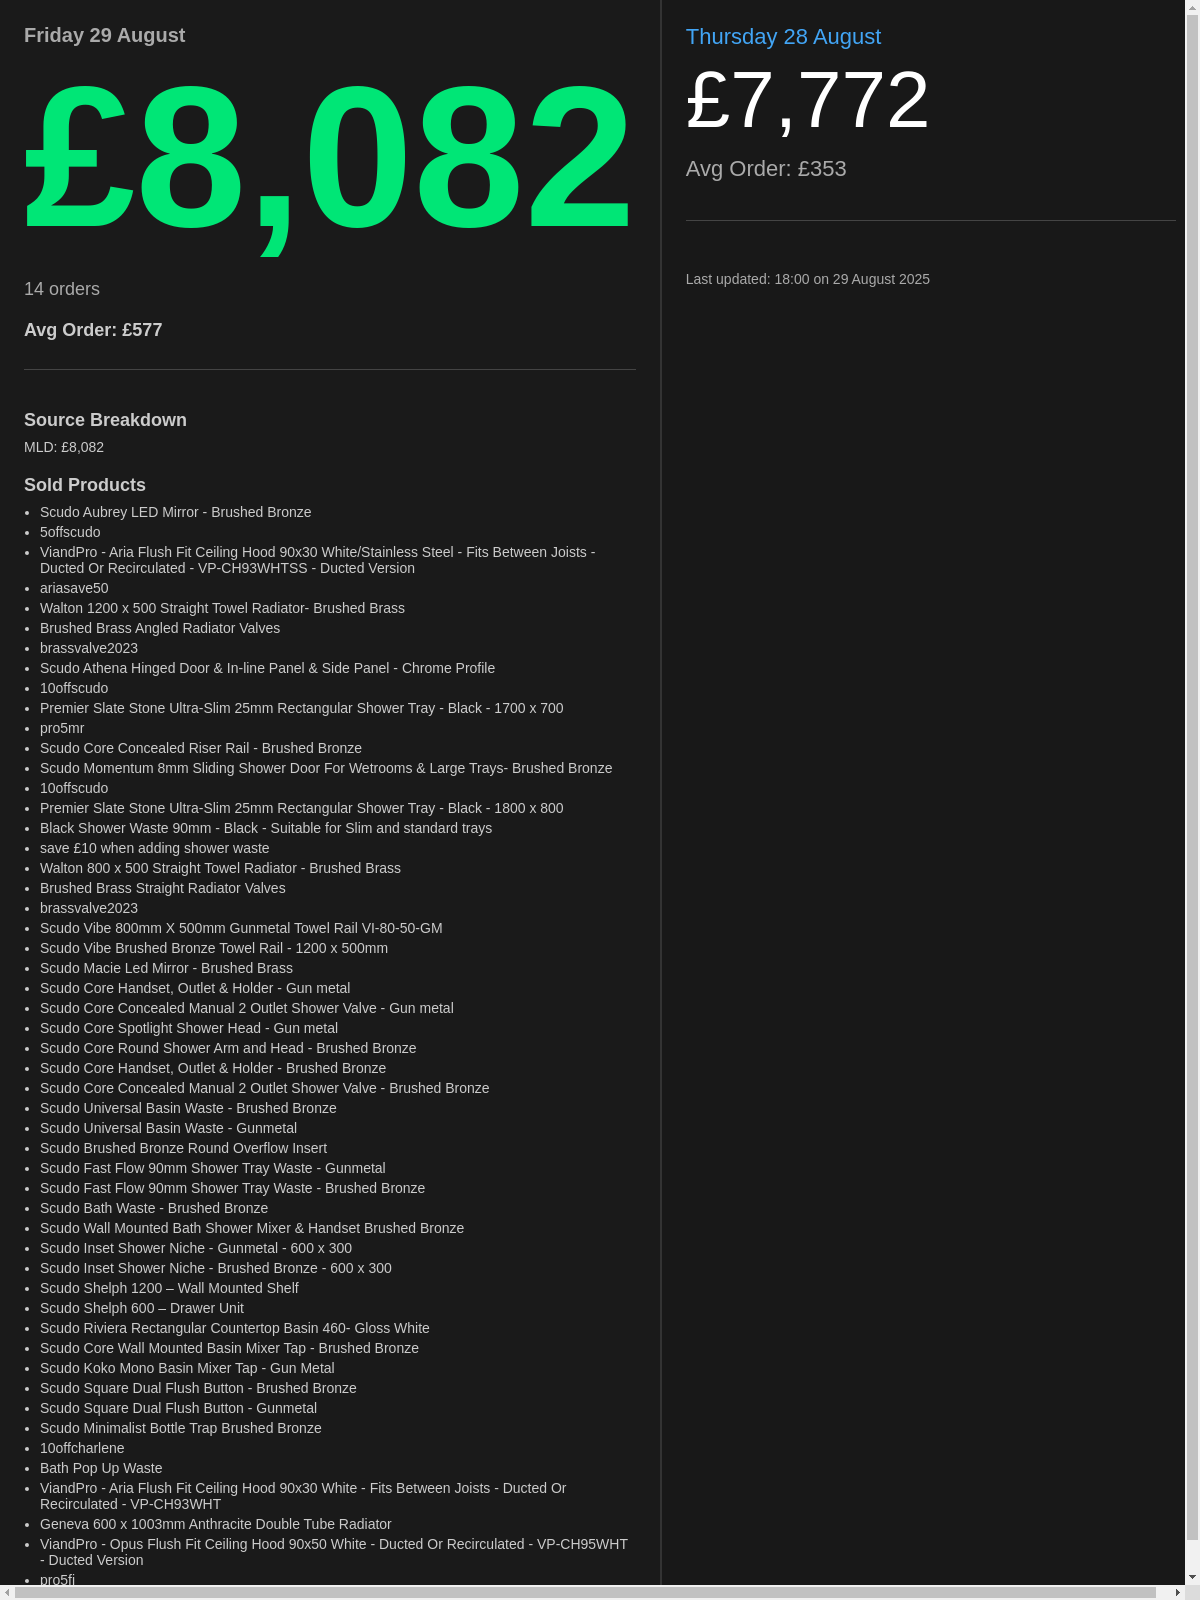 Friday 29 August
£8,082
14 orders
Avg Order: £577
Source Breakdown
MLD: £8,082
Sold Products
Scudo Aubrey LED Mirror - Brushed Bronze
5offscudo
ViandPro - Aria Flush Fit Ceiling Hood 90x30 White/Stainless Steel - Fits Between Joists -
Ducted Or Recirculated - VP-CH93WHTSS - Ducted Version
ariasave50
Walton 1200 x 500 Straight Towel Radiator- Brushed Brass
Brushed Brass Angled Radiator Valves
brassvalve2023
Scudo Athena Hinged Door & In-line Panel & Side Panel - Chrome Profile
10offscudo
Premier Slate Stone Ultra-Slim 25mm Rectangular Shower Tray - Black - 1700 x 700
pro5mr
Scudo Core Concealed Riser Rail - Brushed Bronze
Scudo Momentum 8mm Sliding Shower Door For Wetrooms & Large Trays- Brushed Bronze
10offscudo
Premier Slate Stone Ultra-Slim 25mm Rectangular Shower Tray - Black - 1800 x 800
Black Shower Waste 90mm - Black - Suitable for Slim and standard trays
save £10 when adding shower waste
Walton 800 x 500 Straight Towel Radiator - Brushed Brass
Brushed Brass Straight Radiator Valves
brassvalve2023
Scudo Vibe 800mm X 500mm Gunmetal Towel Rail VI-80-50-GM
Scudo Vibe Brushed Bronze Towel Rail - 1200 x 500mm
Scudo Macie Led Mirror - Brushed Brass
Scudo Core Handset, Outlet & Holder - Gun metal
Scudo Core Concealed Manual 2 Outlet Shower Valve - Gun metal
Scudo Core Spotlight Shower Head - Gun metal
Scudo Core Round Shower Arm and Head - Brushed Bronze
Scudo Core Handset, Outlet & Holder - Brushed Bronze
Scudo Core Concealed Manual 2 Outlet Shower Valve - Brushed Bronze
Scudo Universal Basin Waste - Brushed Bronze
Scudo Universal Basin Waste - Gunmetal
Scudo Brushed Bronze Round Overflow Insert
Scudo Fast Flow 90mm Shower Tray Waste - Gunmetal
Scudo Fast Flow 90mm Shower Tray Waste - Brushed Bronze
Scudo Bath Waste - Brushed Bronze
Scudo Wall Mounted Bath Shower Mixer & Handset Brushed Bronze
Scudo Inset Shower Niche - Gunmetal - 600 x 300
Scudo Inset Shower Niche - Brushed Bronze - 600 x 300
Scudo Shelph 1200 – Wall Mounted Shelf
Scudo Shelph 600 – Drawer Unit
Scudo Riviera Rectangular Countertop Basin 460- Gloss White
Scudo Core Wall Mounted Basin Mixer Tap - Brushed Bronze
Scudo Koko Mono Basin Mixer Tap - Gun Metal
Scudo Square Dual Flush Button - Brushed Bronze
Scudo Square Dual Flush Button - Gunmetal
Scudo Minimalist Bottle Trap Brushed Bronze
10offcharlene
Bath Pop Up Waste
ViandPro - Aria Flush Fit Ceiling Hood 90x30 White - Fits Between Joists - Ducted Or
Recirculated - VP-CH93WHT
Geneva 600 x 1003mm Anthracite Double Tube Radiator
ViandPro - Opus Flush Fit Ceiling Hood 90x50 White - Ducted Or Recirculated - VP-CH95WHT
- Ducted Version
pro5fi
Thursday 28 August
£7,772
Avg Order: £353
Last updated: 18:00 on 29 August 2025